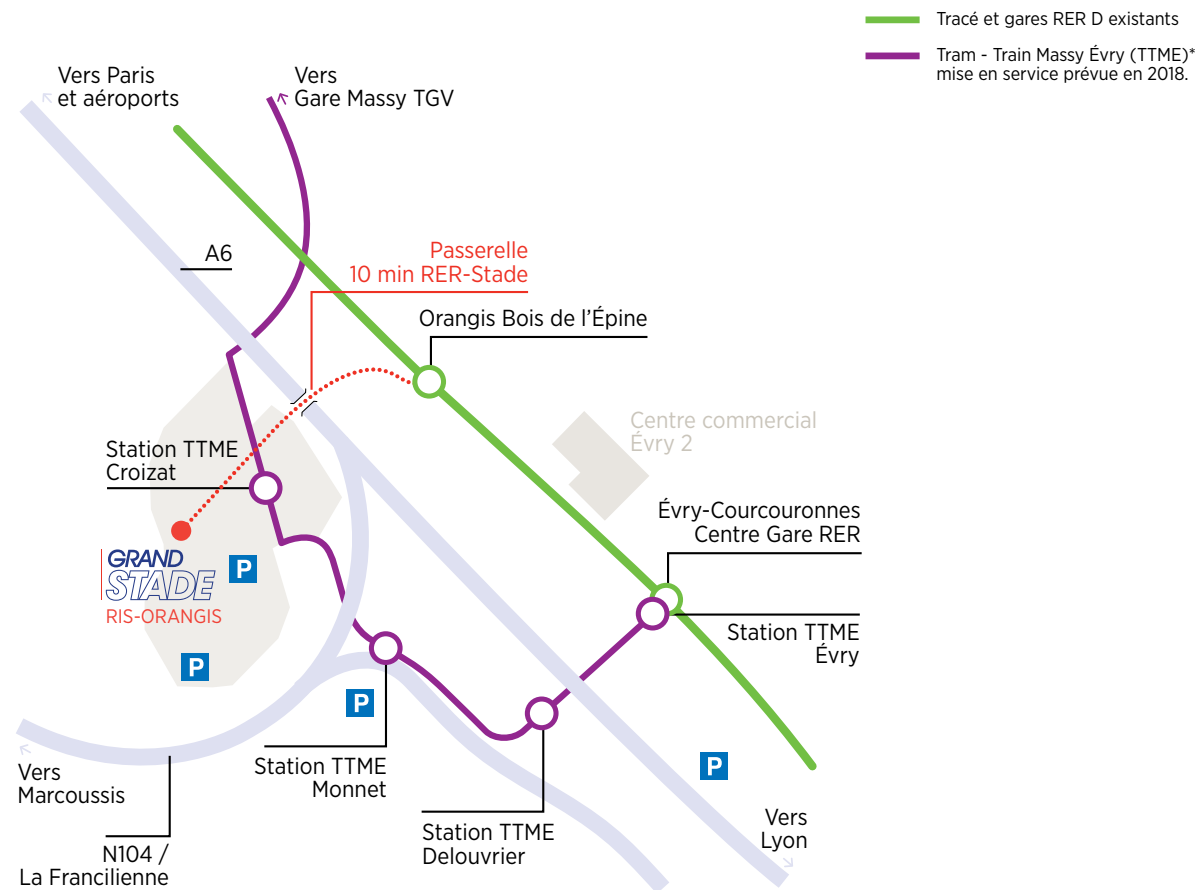 Tracé et gares RER D existants
Tram - Train Massy Évry (TTME)*
mise en service prévue en 2018.
Vers Paris
et aéroports
Vers
Gare Massy TGV
A6
Passerelle
10 min RER-Stade
Orangis Bois de l'Épine
Centre commercial
Évry 2
Station TTME
Croizat
Évry-Courcouronnes
Centre Gare RER
GRAND
STADE
RIS-ORANGIS
P
Station TTME
Évry
P
P
P
Vers
Marcoussis
Station TTME
Monnet
Station TTME
Delouvrier
Vers
Lyon
N104 /
La Francilienne